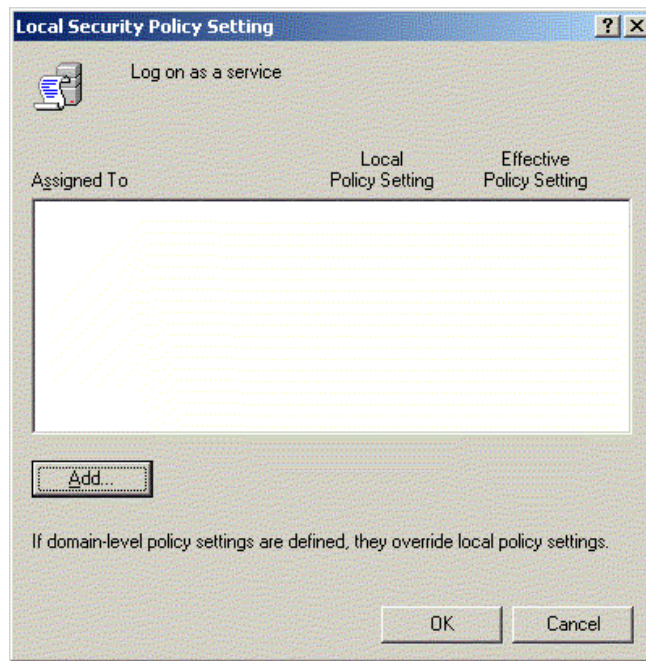 Local Security Policy Setting
Log on as a service
Local Effective
Assigned To Policy Setting Policy Setting
Add...
If domain-level policy settings are defined, they override local policy settings.
OK Cancel